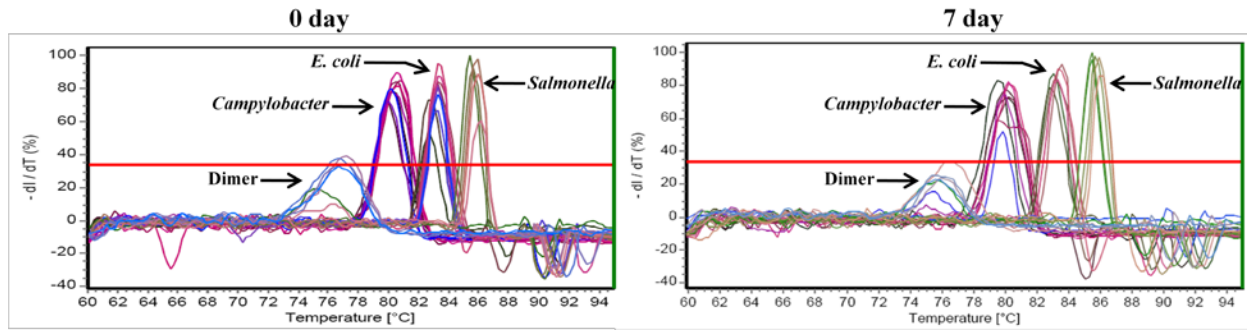 0 day
7 day
E. coli
Salmonella
Campylobacter
Dimer
- dI / dT (%)
100
80
60
40
20
0
-20
-40
60 62 64 66 68 70 72 74 76 78 80 82 84 86 88 90 92 94
Temperature [°C]
E. coli
Salmonella
Campylobacter
Dimer
- dI / dT (%)
100
80
60
40
20
0
-20
-40
60 62 64 66 68 70 72 74 76 78 80 82 84 86 88 90 92 94
Temperature [°C]